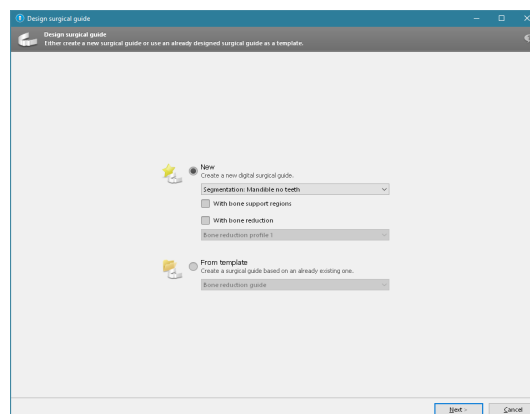 Design surgical guide
Design surgical guide
Either create a new surgical guide or use an already designed surgical guide as a template.
New
Create a new digital surgical guide.
Segmentation: Mandible no teeth
With bone support regions
With bone reduction
Bone reduction profile 1
From template
Create a surgical guide based on an already existing one.
Bone reduction guide
Next >
Cancel